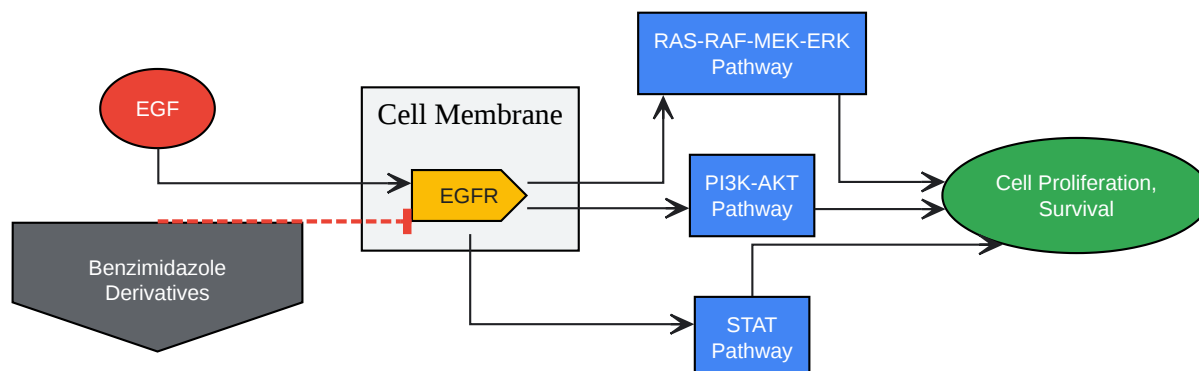 RAS-RAF-MEK-ERK
Pathway
EGF
Cell Membrane
EGFR
PI3K-AKT
Pathway
Cell Proliferation,
Survival
Benzimidazole
Derivatives
STAT
Pathway